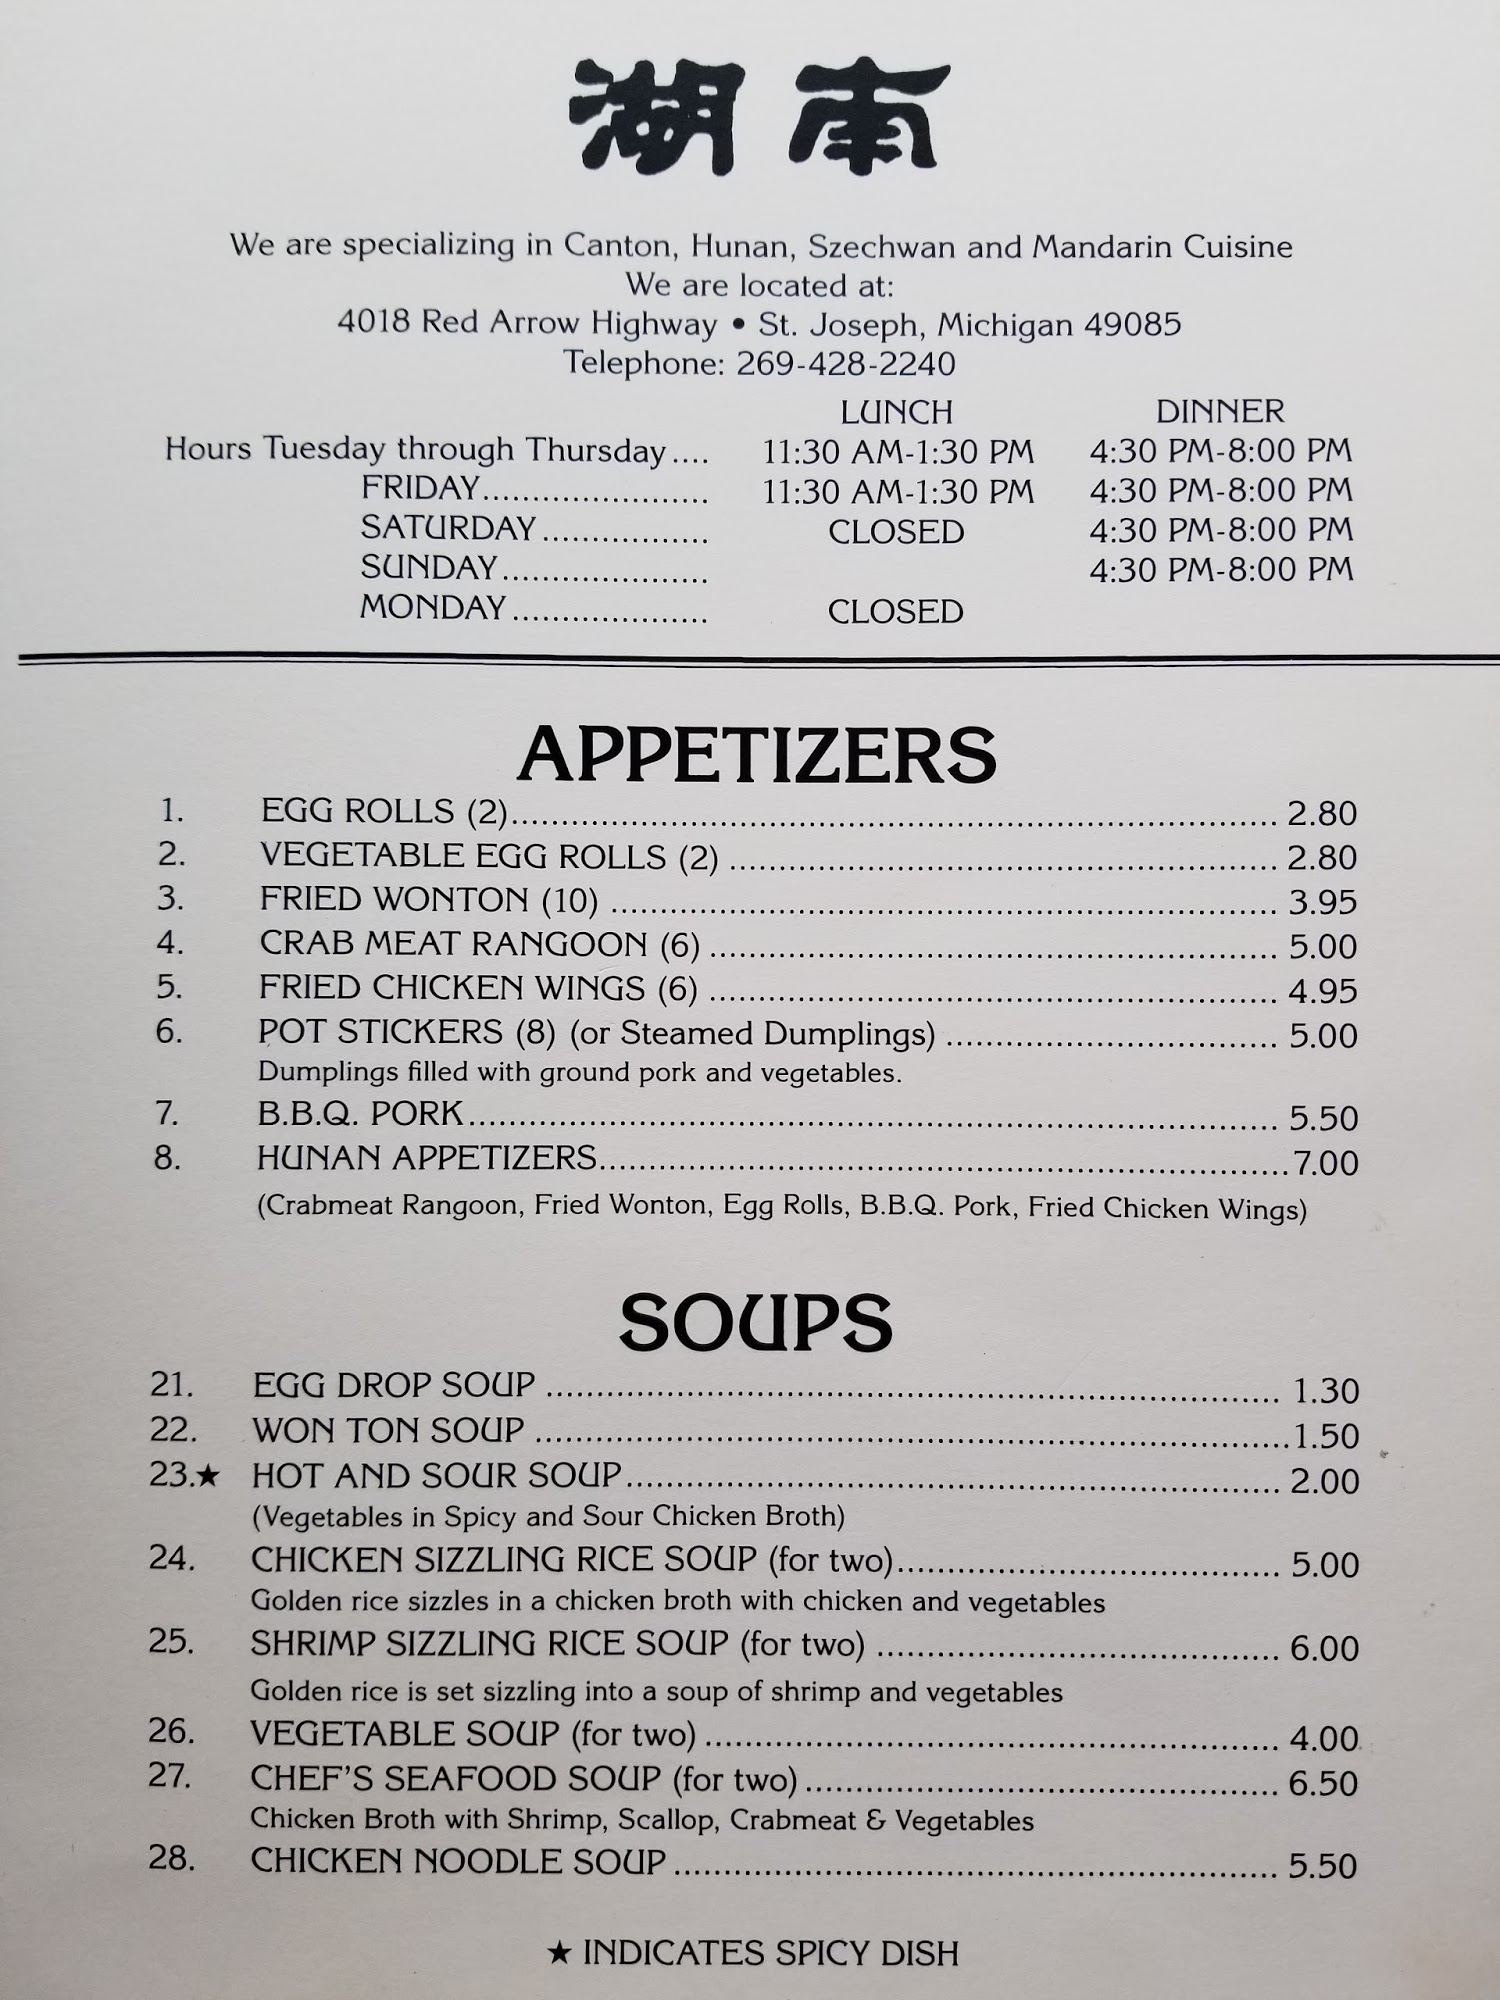 湖南
We are specializing in Canton, Hunan, Szechwan and Mandarin Cuisine
We are located at:
4018 Red Arrow Highway • St. Joseph, Michigan 49085
Telephone: 269-428-2240
LUNCH DINNER
Hours Tuesday through Thursday.... 11:30 AM-1:30 PM 4:30 PM-8:00 PM
FRIDAY....................... 11:30 AM-1:30 PM 4:30 PM-8:00 PM
SATURDAY................. CLOSED 4:30 PM-8:00 PM
SUNDAY..................... 4:30 PM-8:00 PM
MONDAY.................... CLOSED
APPETIZERS
1. EGG ROLLS (2)........................ 2.80
2. VEGETABLE EGG ROLLS (2) ........................ 2.80
3. FRIED WONTON (10) ........................ 3.95
4. CRAB MEAT RANGOON (6) ........................ 5.00
5. FRIED CHICKEN WINGS (6) ........................ 4.95
6. POT STICKERS (8) (or Steamed Dumplings) ........................ 5.00
Dumplings filled with ground pork and vegetables.
7. B.B.Q. PORK........................ 5.50
8. HUNAN APPETIZERS........................7.00
(Crabmeat Rangoon, Fried Wonton, Egg Rolls, B.B.Q. Pork, Fried Chicken Wings)
SOUPS
21. EGG DROP SOUP ........................ 1.30
22. WON TON SOUP ........................1.50
23.★ HOT AND SOUR SOUP........................ 2.00
(Vegetables in Spicy and Sour Chicken Broth)
24. CHICKEN SIZZLING RICE SOUP (for two)........................ 5.00
Golden rice sizzles in a chicken broth with chicken and vegetables
25. SHRIMP SIZZLING RICE SOUP (for two) ........................ 6.00
Golden rice is set sizzling into a soup of shrimp and vegetables
26. VEGETABLE SOUP (for two) ........................ 4.00
27. CHEF'S SEAFOOD SOUP (for two) ........................ 6.50
Chicken Broth with Shrimp, Scallop, Crabmeat & Vegetables
28. CHICKEN NOODLE SOUP ........................ 5.50
★ INDICATES SPICY DISH